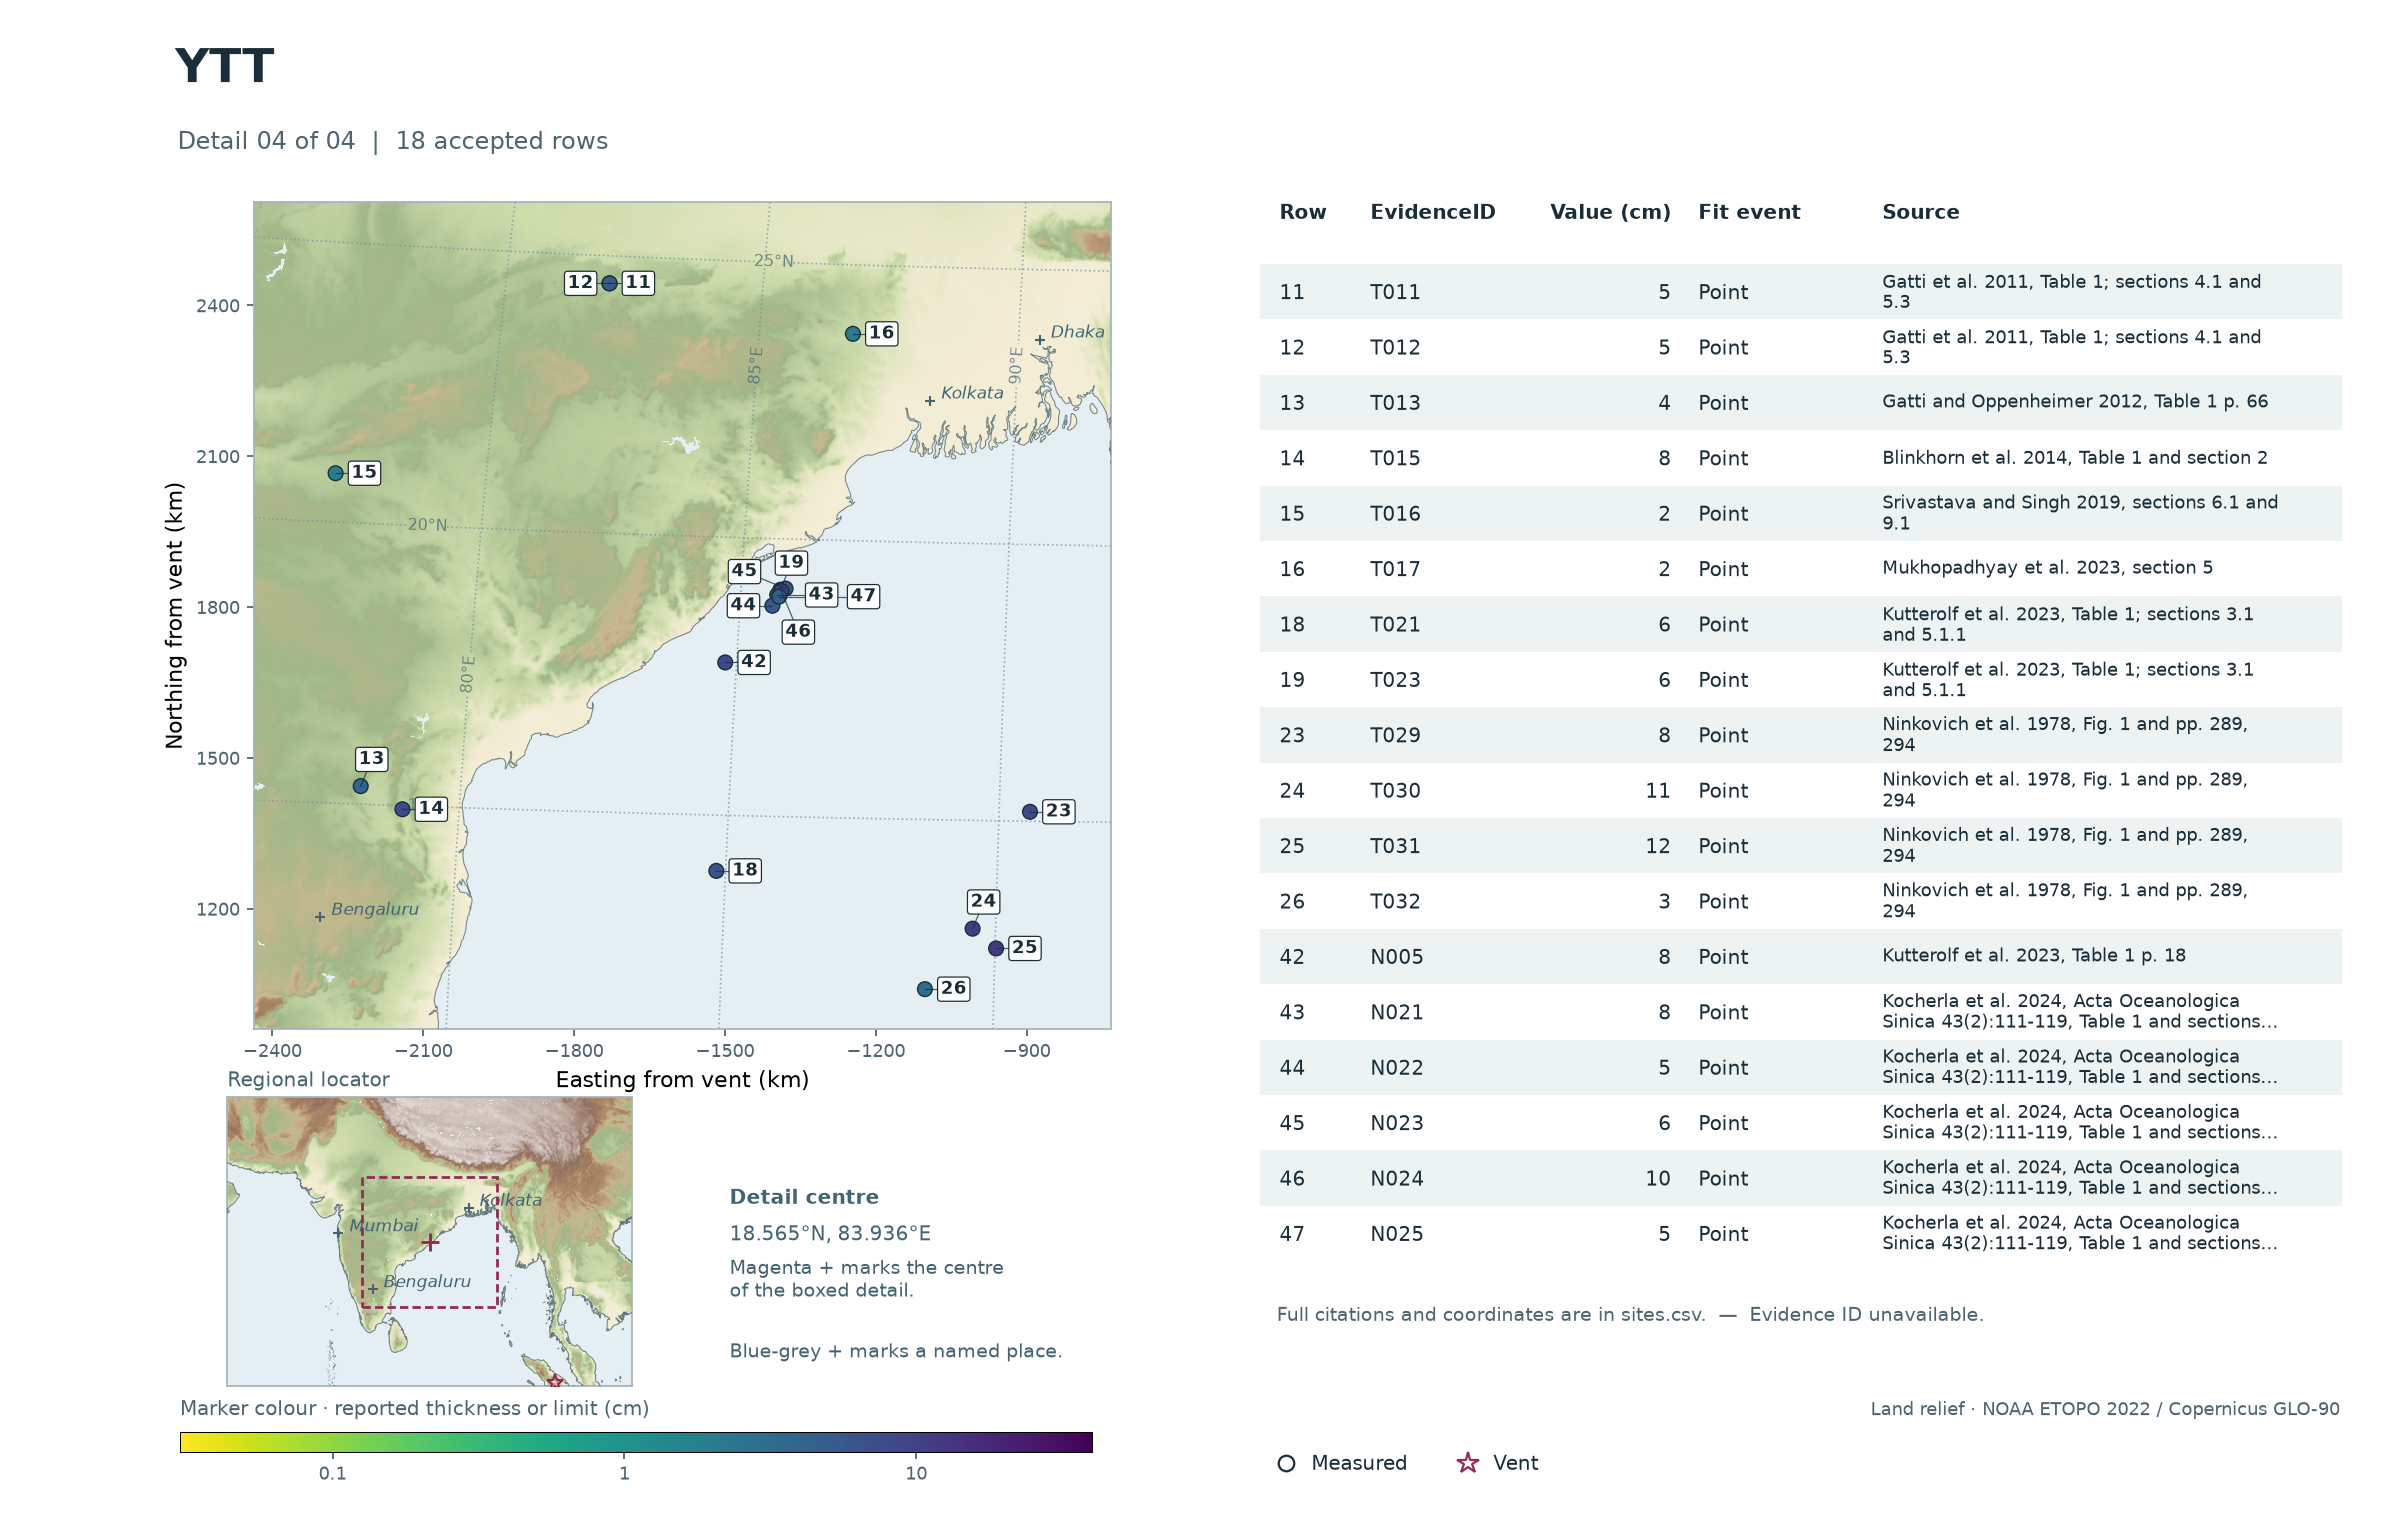 YTT
Detail 04 of 04 | 18 accepted rows
25°N
20°N
80°E
85°E
90°E
12
11
16
Dhaka
Kolkata
15
45
19
44
43
47
46
42
13
14
23
18
24
25
26
Bengaluru
2400
2100
1800
1500
1200
Northing from vent (km)
−2400
−2100
−1800
−1500
−1200
−900
Easting from vent (km)
Regional locator
Kolkata
Mumbai
Bengaluru
Detail centre
18.565°N, 83.936°E
Magenta + marks the centre
of the boxed detail.
Blue-grey + marks a named place.
Marker colour · reported thickness or limit (cm)
0.1
1
10
Row EvidenceID Value (cm) Fit event Source
11 T011 5 Point Gatti et al. 2011, Table 1; sections 4.1 and
5.3
12 T012 5 Point Gatti et al. 2011, Table 1; sections 4.1 and
5.3
13 T013 4 Point Gatti and Oppenheimer 2012, Table 1 p. 66
14 T015 8 Point Blinkhorn et al. 2014, Table 1 and section 2
15 T016 2 Point Srivastava and Singh 2019, sections 6.1 and
9.1
16 T017 2 Point Mukhopadhyay et al. 2023, section 5
18 T021 6 Point Kutterolf et al. 2023, Table 1; sections 3.1
and 5.1.1
19 T023 6 Point Kutterolf et al. 2023, Table 1; sections 3.1
and 5.1.1
23 T029 8 Point Ninkovich et al. 1978, Fig. 1 and pp. 289,
294
24 T030 11 Point Ninkovich et al. 1978, Fig. 1 and pp. 289,
294
25 T031 12 Point Ninkovich et al. 1978, Fig. 1 and pp. 289,
294
26 T032 3 Point Ninkovich et al. 1978, Fig. 1 and pp. 289,
294
42 N005 8 Point Kutterolf et al. 2023, Table 1 p. 18
43 N021 8 Point Kocherla et al. 2024, Acta Oceanologica
Sinica 43(2):111-119, Table 1 and sections…
44 N022 5 Point Kocherla et al. 2024, Acta Oceanologica
Sinica 43(2):111-119, Table 1 and sections…
45 N023 6 Point Kocherla et al. 2024, Acta Oceanologica
Sinica 43(2):111-119, Table 1 and sections…
46 N024 10 Point Kocherla et al. 2024, Acta Oceanologica
Sinica 43(2):111-119, Table 1 and sections…
47 N025 5 Point Kocherla et al. 2024, Acta Oceanologica
Sinica 43(2):111-119, Table 1 and sections…
Full citations and coordinates are in sites.csv. — Evidence ID unavailable.
Land relief · NOAA ETOPO 2022 / Copernicus GLO-90
Measured
Vent